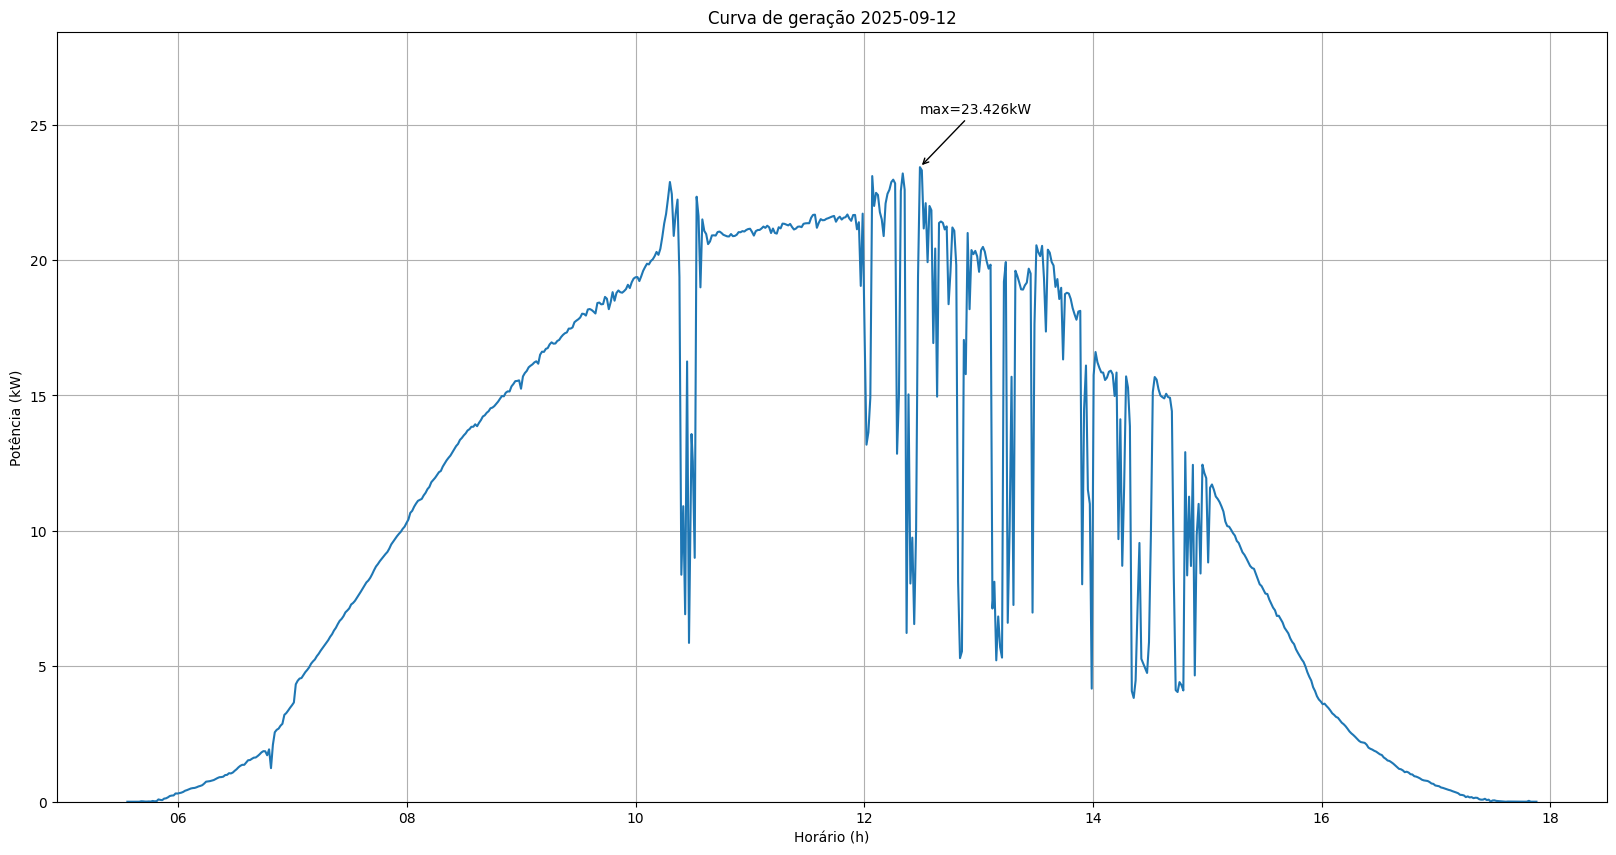 Curva de geração 2025-09-12
max=23.426kW
25
20
15
10
5
0
Potência (kW)
06 08 10 12 14 16 18
Horário (h)